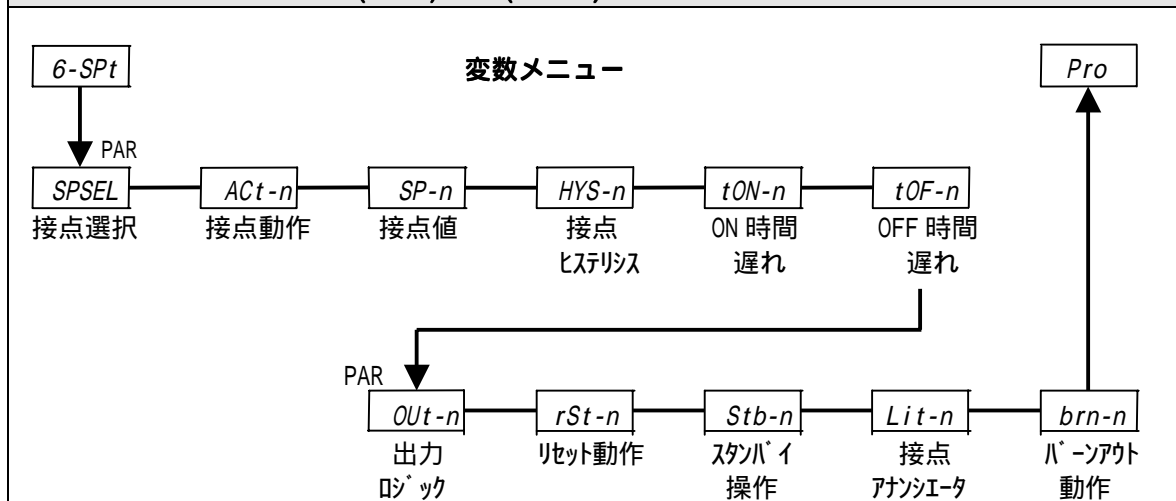 6-SPt
変数メニュー
Pro
PAR
SPSEL
ACt-n
SP-n
HYS-n
tON-n
tOF-n
接点選択
接点動作
接点値
接点
ヒステリシス
ON 時間
遅れ
OFF 時間
遅れ
PAR
OUt-n
rSt-n
Stb-n
Lit-n
brn-n
出力
ロジック
リセット動作
スタンバイ
操作
接点
アナンシエータ
バーンアウト
動作